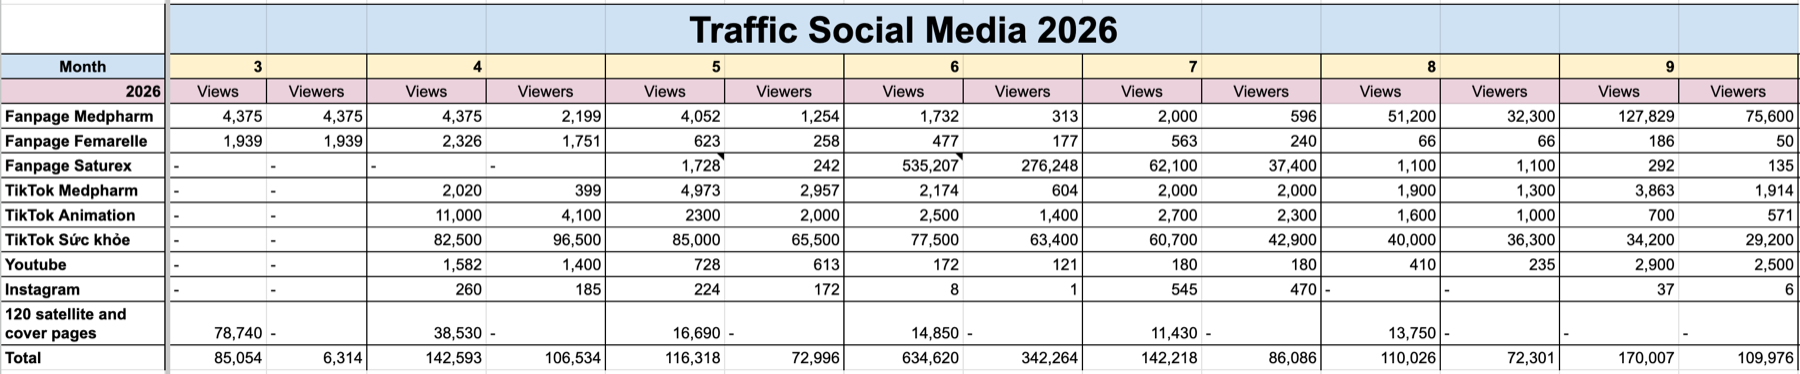 Traffic Social Media 2026
Month 3 4 5 6 7 8 9
2026 Views Viewers Views Viewers Views Viewers Views Viewers Views Viewers Views Viewers Views Viewers
Fanpage Medpharm 4,375 4,375 4,375 2,199 4,052 1,254 1,732 313 2,000 596 51,200 32,300 127,829 75,600
Fanpage Femarelle 1,939 1,939 2,326 1,751 623 258 477 177 563 240 66 66 186 50
Fanpage Saturex - - - - 1,728 242 535,207 276,248 62,100 37,400 1,100 1,100 292 135
TikTok Medpharm - - 2,020 399 4,973 2,957 2,174 604 2,000 2,000 1,900 1,300 3,863 1,914
TikTok Animation - - 11,000 4,100 2300 2,000 2,500 1,400 2,700 2,300 1,600 1,000 700 571
TikTok Sức khỏe - - 82,500 96,500 85,000 65,500 77,500 63,400 60,700 42,900 40,000 36,300 34,200 29,200
Youtube - - 1,582 1,400 728 613 172 121 180 180 410 235 2,900 2,500
Instagram - - 260 185 224 172 8 1 545 470 - - 37 6
120 satellite and
cover pages 78,740 - 38,530 - 16,690 - 14,850 - 11,430 - 13,750 - - -
Total 85,054 6,314 142,593 106,534 116,318 72,996 634,620 342,264 142,218 86,086 110,026 72,301 170,007 109,976